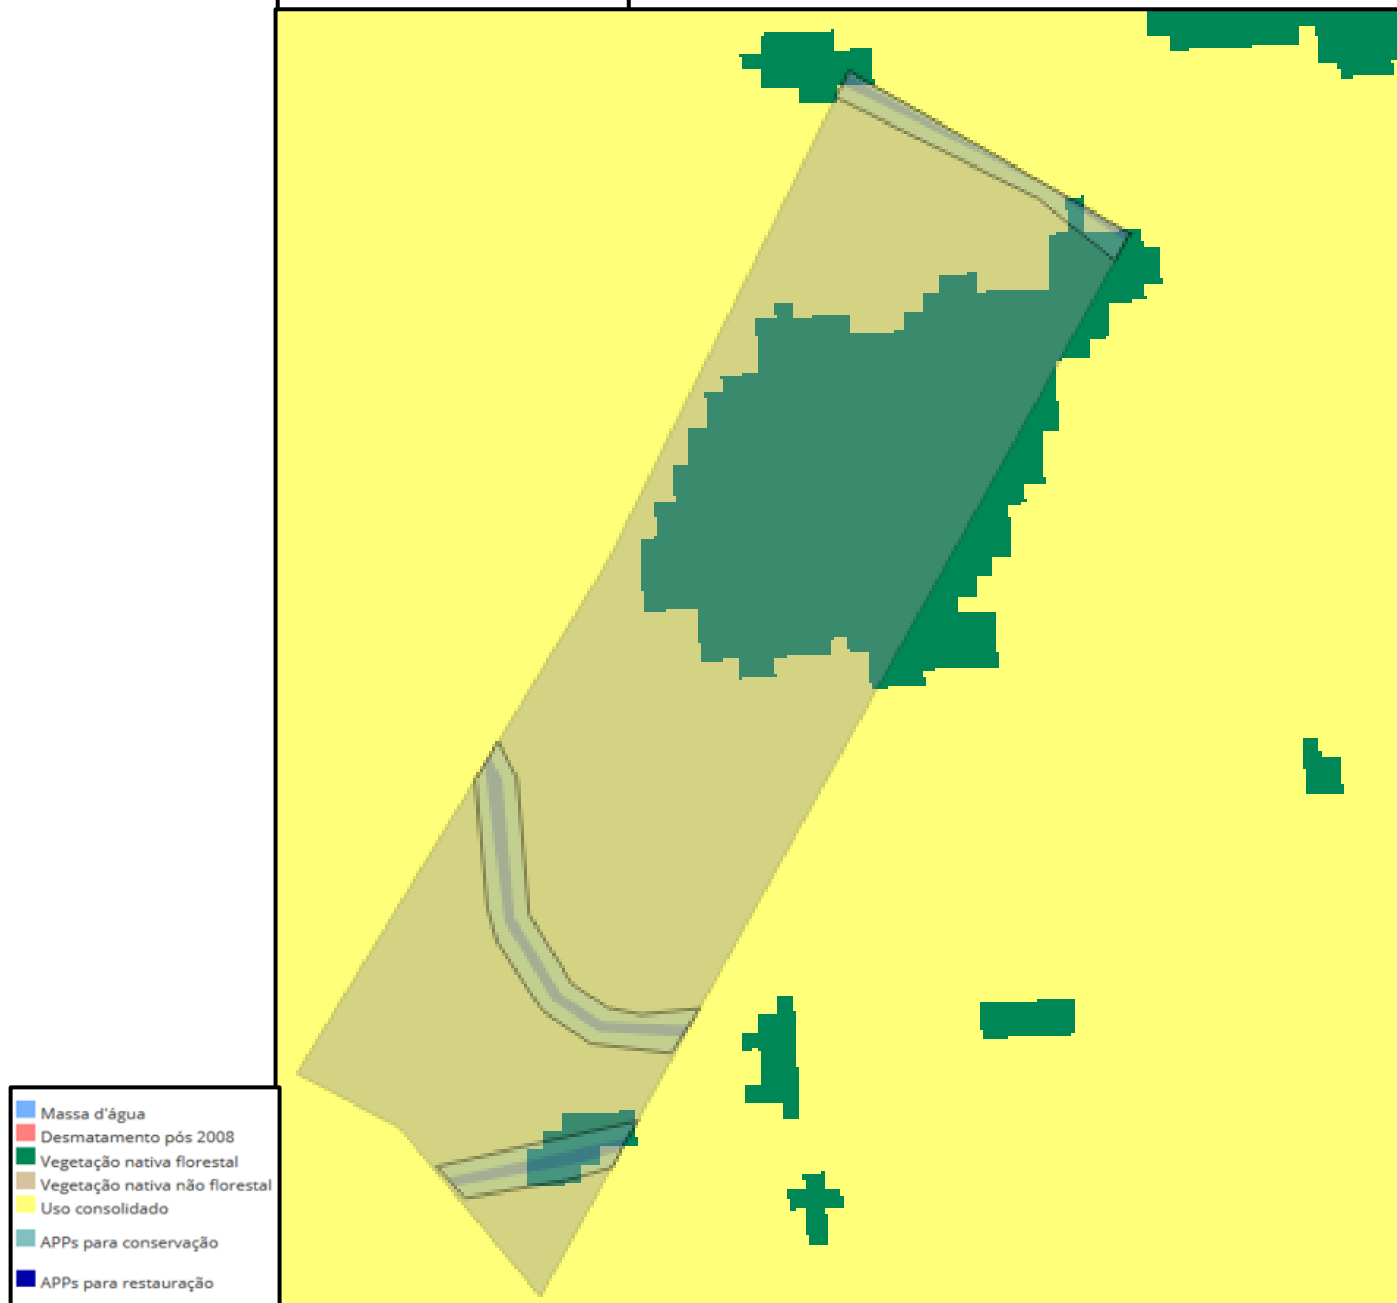 Massa d'água
Desmatamento pós 2008
Vegetação nativa florestal
Vegetação nativa não florestal
Uso consolidado
APPs para conservação
APPs para restauração